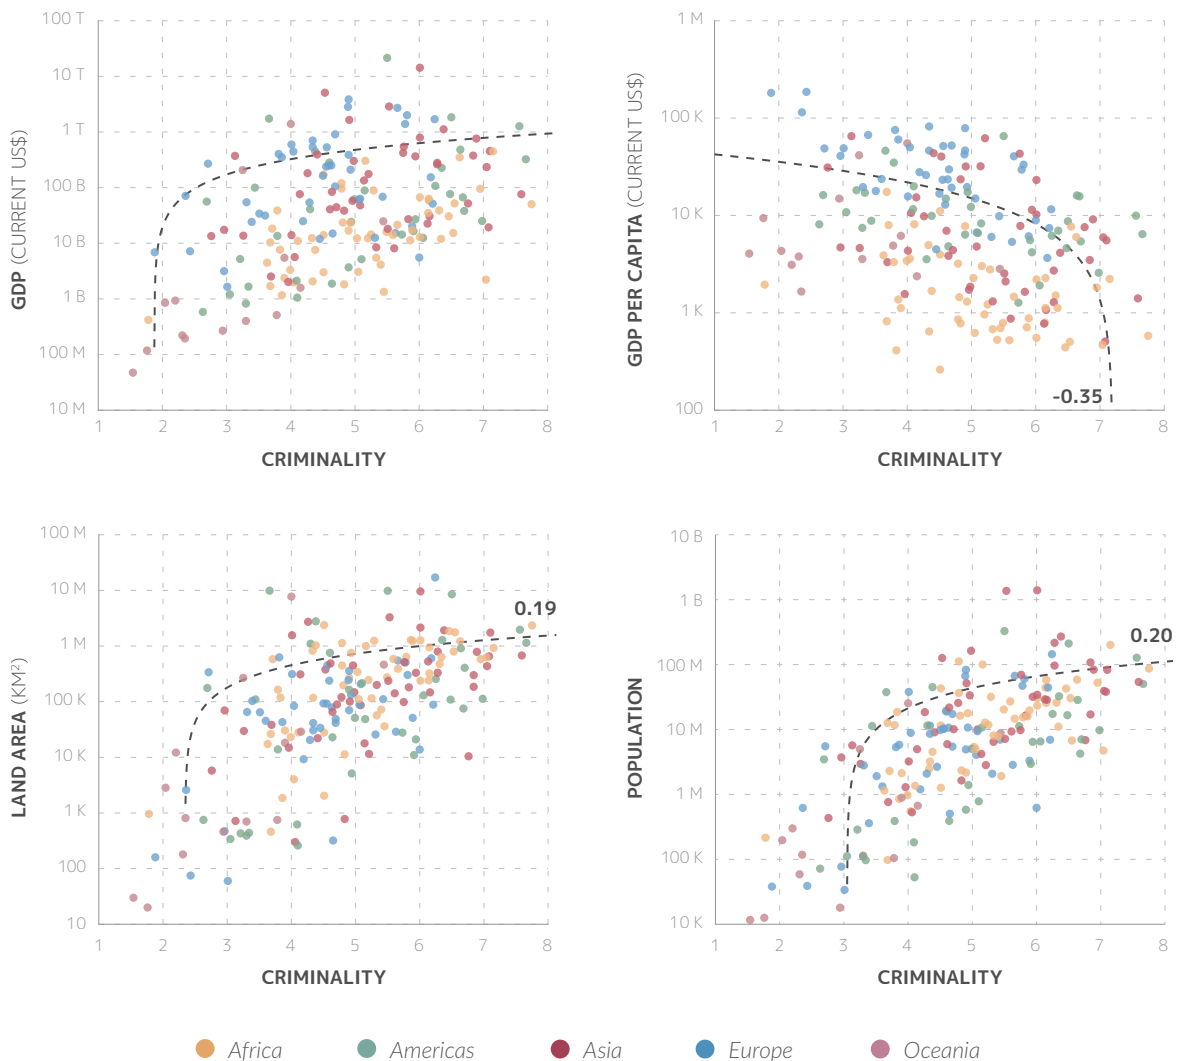 100 T
10 T
1 T
100 B
10 B
1 B
100 M
10 M
GDP (CURRENT US$)
1 2 3 4 5 6 7 8
CRIMINALITY
1 M
100 K
10 K
1 K
100
GDP PER CAPITA (CURRENT US$)
-0.35
1 2 3 4 5 6 7 8
CRIMINALITY
100 M
10 M
1 M
100 K
10 K
1 K
100
10
LAND AREA (KM²)
0.19
1 2 3 4 5 6 7 8
CRIMINALITY
10 B
1 B
100 M
10 M
1 M
100 K
10 K
POPULATION
0.20
1 2 3 4 5 6 7 8
CRIMINALITY
Africa Americas Asia Europe Oceania